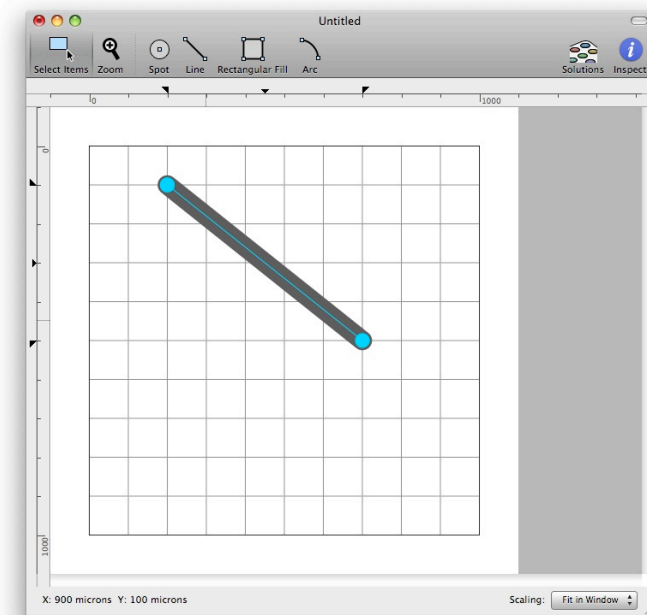 Untitled
Select Items Zoom Spot Line Rectangular Fill Arc Solutions Inspect
0 1000
0
1000
X: 900 microns Y: 100 microns Scaling: Fit in Window